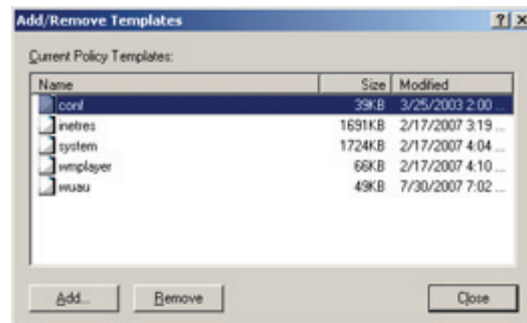 Add/Remove Templates
Current Policy Templates:
Name Size Modified
conf 39KB 3/25/2003 2:00 ...
inetres 1691KB 2/17/2007 3:19 ...
system 1724KB 2/17/2007 4:04 ...
wmplayer 66KB 2/17/2007 4:10 ...
wuau 49KB 7/30/2007 7:02 ...
Add... Remove Close